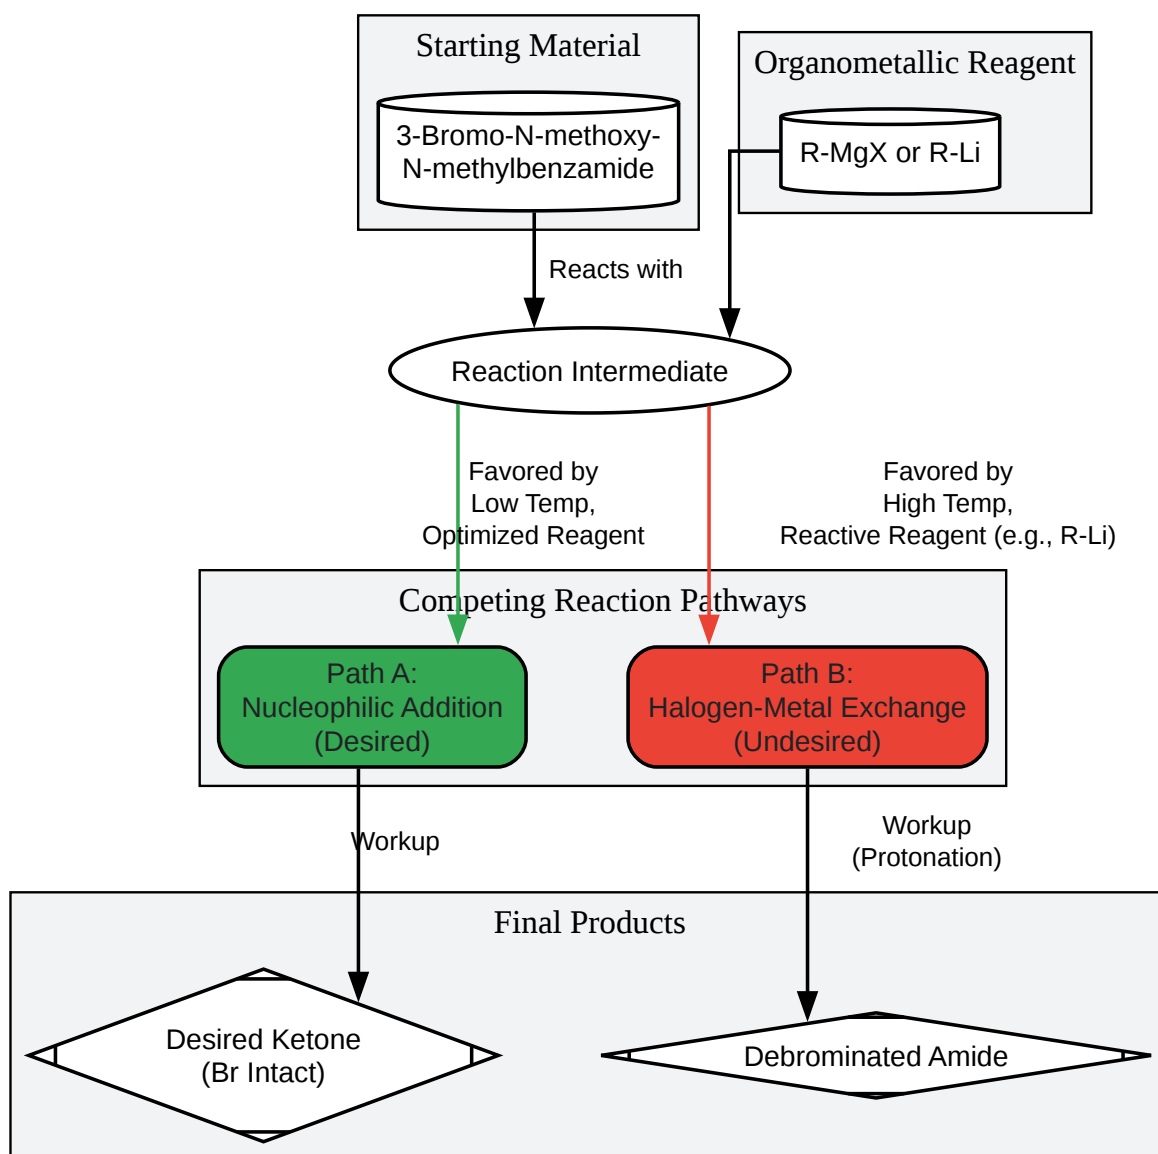 Starting Material
Organometallic Reagent
3-Bromo-N-methoxy-
N-methylbenzamide
R-MgX or R-Li
Reacts with
Reaction Intermediate
Favored by
Low Temp,
Optimized Reagent
Favored by
High Temp,
Reactive Reagent (e.g., R-Li)
Competing Reaction Pathways
Path A:
Nucleophilic Addition
(Desired)
Path B:
Halogen-Metal Exchange
(Undesired)
Workup
Workup
(Protonation)
Final Products
Desired Ketone
(Br Intact)
Debrominated Amide